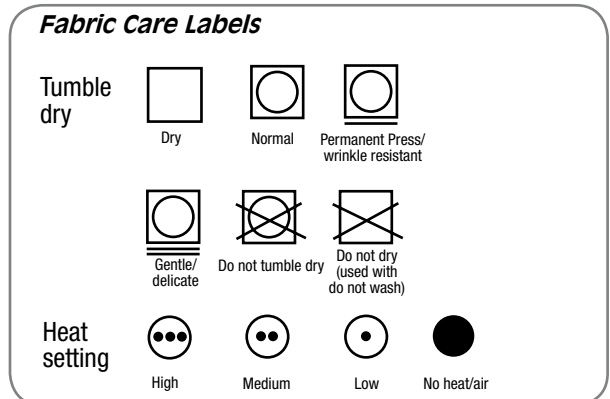 Fabric Care Labels
Tumble
dry
Dry
Normal
Permanent Press/
wrinkle resistant
Gentle/
delicate
Do not tumble dry
Do not dry
(used with
do not wash)
Heat
setting
High
Medium
Low
No heat/air